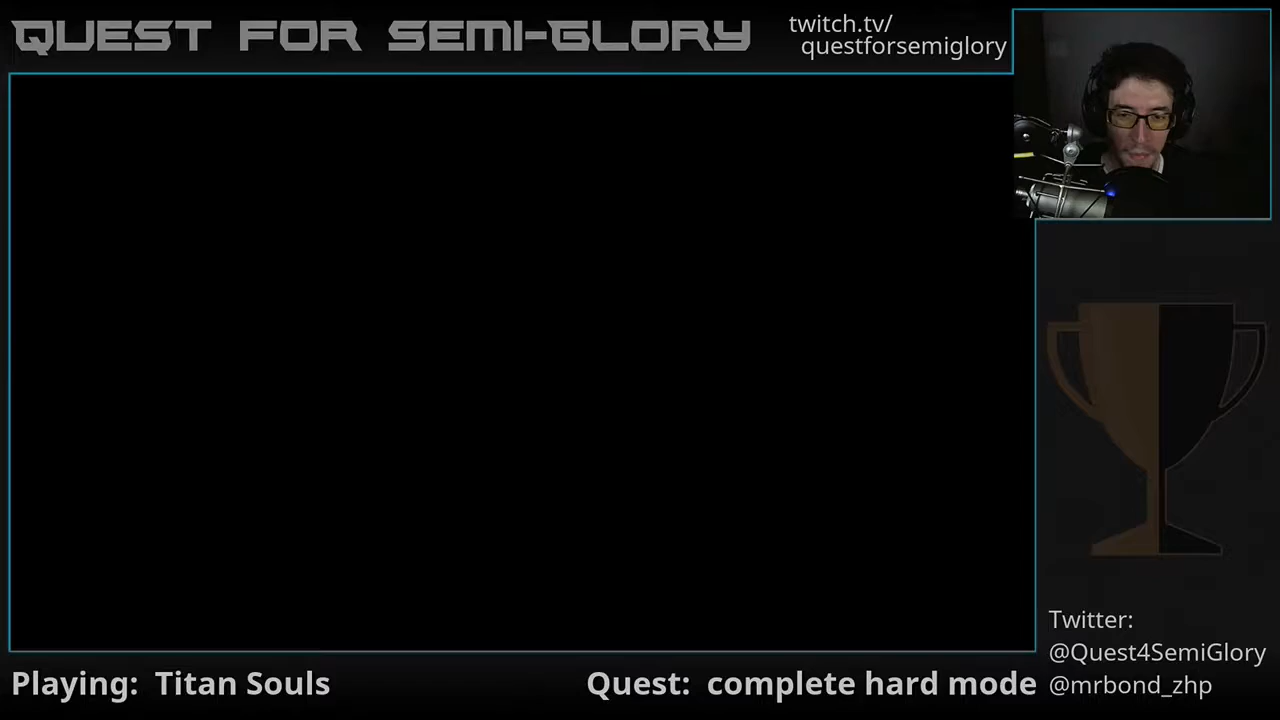 QUEST FOR SEMI-GLORY
twitch.tv/
questforsemiglory
Twitter:
@Quest4SemiGlory
@mrbond_zhp
Playing: Titan Souls
Quest: complete hard mode